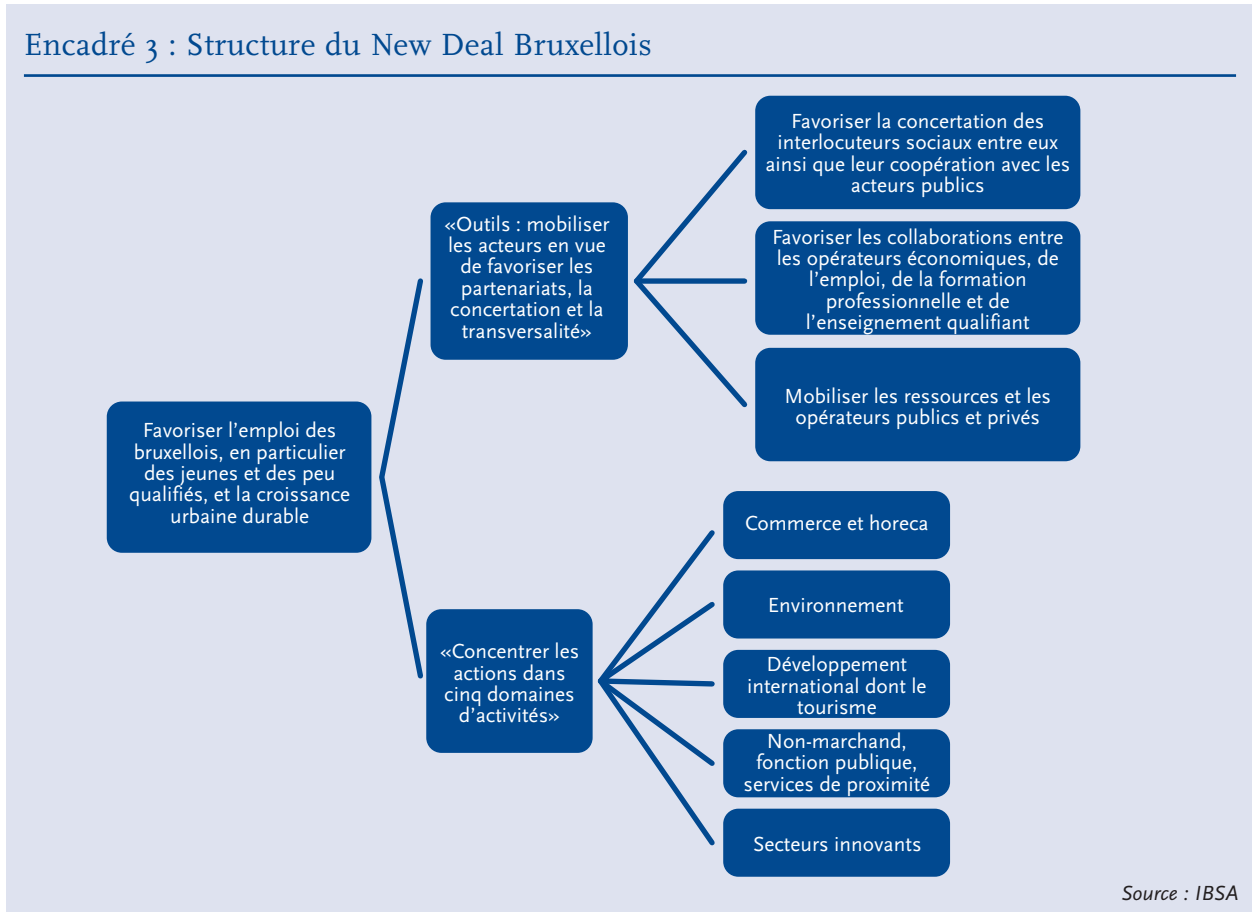 Encadré 3 : Structure du New Deal Bruxellois
Favoriser l'emploi des
bruxellois, en particulier
des jeunes et des peu
qualifiés, et la croissance
urbaine durable
«Outils : mobiliser
les acteurs en vue
de favoriser les
partenariats, la
concertation et la
transversalité»
Favoriser la concertation des
interlocuteurs sociaux entre eux
ainsi que leur coopération avec les
acteurs publics
Favoriser les collaborations entre
les opérateurs économiques, de
l'emploi, de la formation
professionnelle et de
l'enseignement qualifiant
Mobiliser les ressources et les
opérateurs publics et privés
«Concentrer les
actions dans
cinq domaines
d'activités»
Commerce et horeca
Environnement
Développement
international dont le
tourisme
Non-marchand,
fonction publique,
services de proximité
Secteurs innovants
Source : IBSA